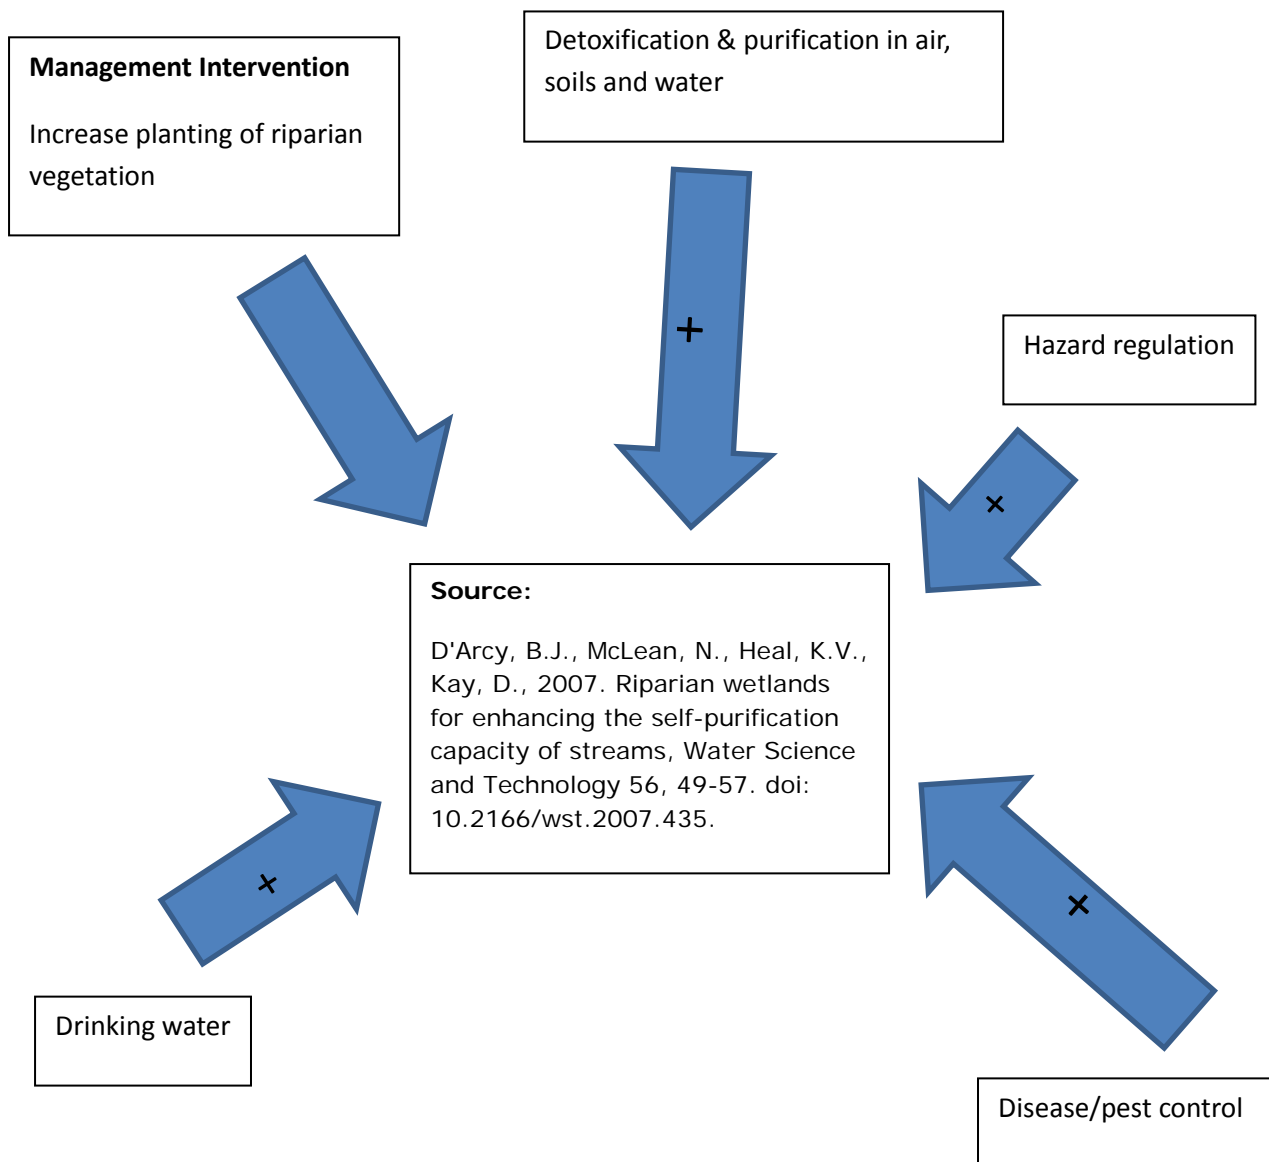 Management Intervention
Increase planting of riparian
vegetation
Detoxification & purification in air,
soils and water
+
Hazard regulation
+
Source:
D'Arcy, B.J., McLean, N., Heal, K.V.,
Kay, D., 2007. Riparian wetlands
for enhancing the self-purification
capacity of streams, Water Science
and Technology 56, 49-57. doi:
10.2166/wst.2007.435.
+
Drinking water
+
Disease/pest control